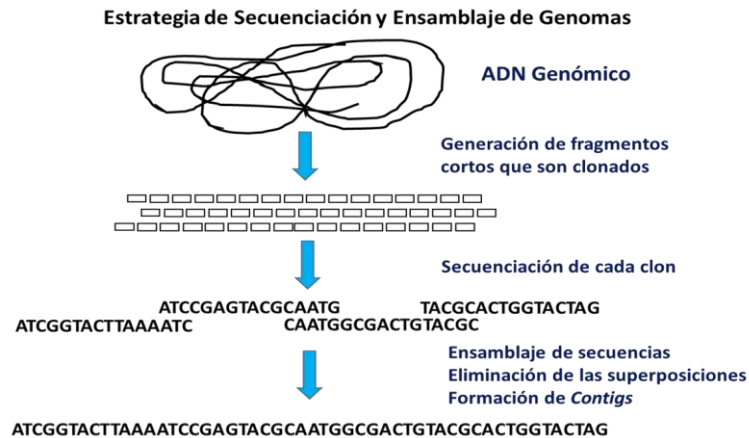 Estrategia de Secuenciación y Ensamblaje de Genomas
ADN Genómico
Generación de fragmentos
cortos que son clonados
Secuenciación de cada clon
ATCCGAGTACGCAATG TACGCACTGGTACTAG
ATCGGTACTTAAAATC CAATGGCGACTGTACGC
Ensamblaje de secuencias
Eliminación de las superposiciones
Formación de Contigs
ATCGGTACTTAAAATCCGAGTACGCAATGGCGACTGTACGCACTGGTACTAG